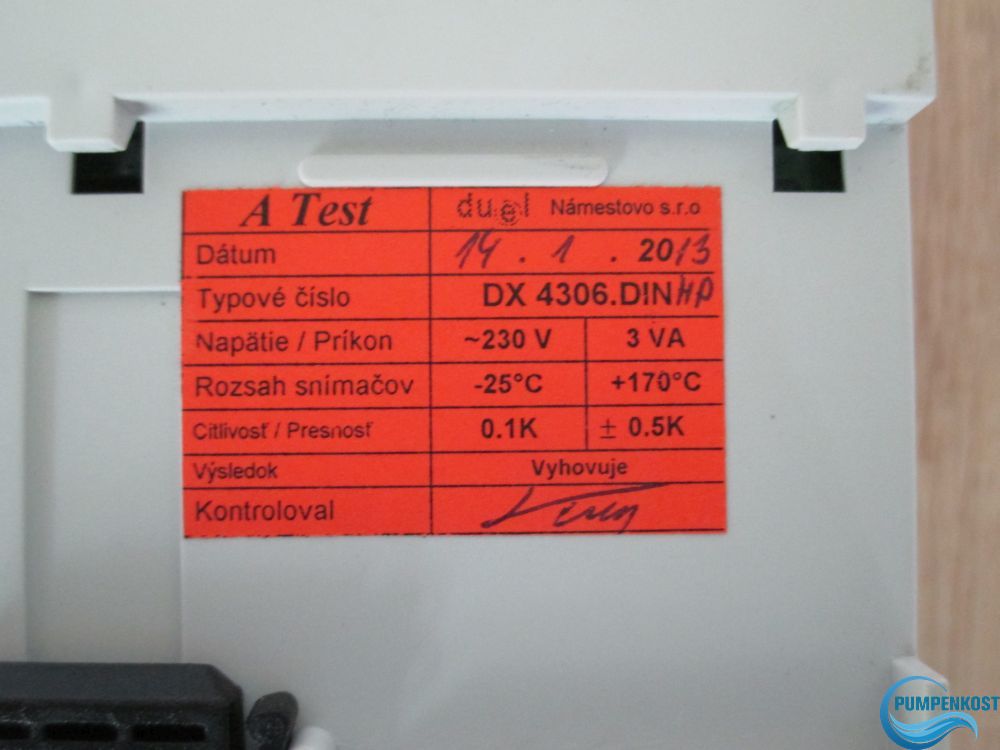 A Test duel Námestovo s.r.o
Dátum 14 . 1 . 2013
Typové číslo DX 4306.DIN HP
Napätie / Príkon ~230 V 3 VA
Rozsah snímačov -25°C +170°C
Citlivosť / Presnosť 0.1K ± 0.5K
Výsledok Vyhovuje
Kontroloval
PUMPENKOST